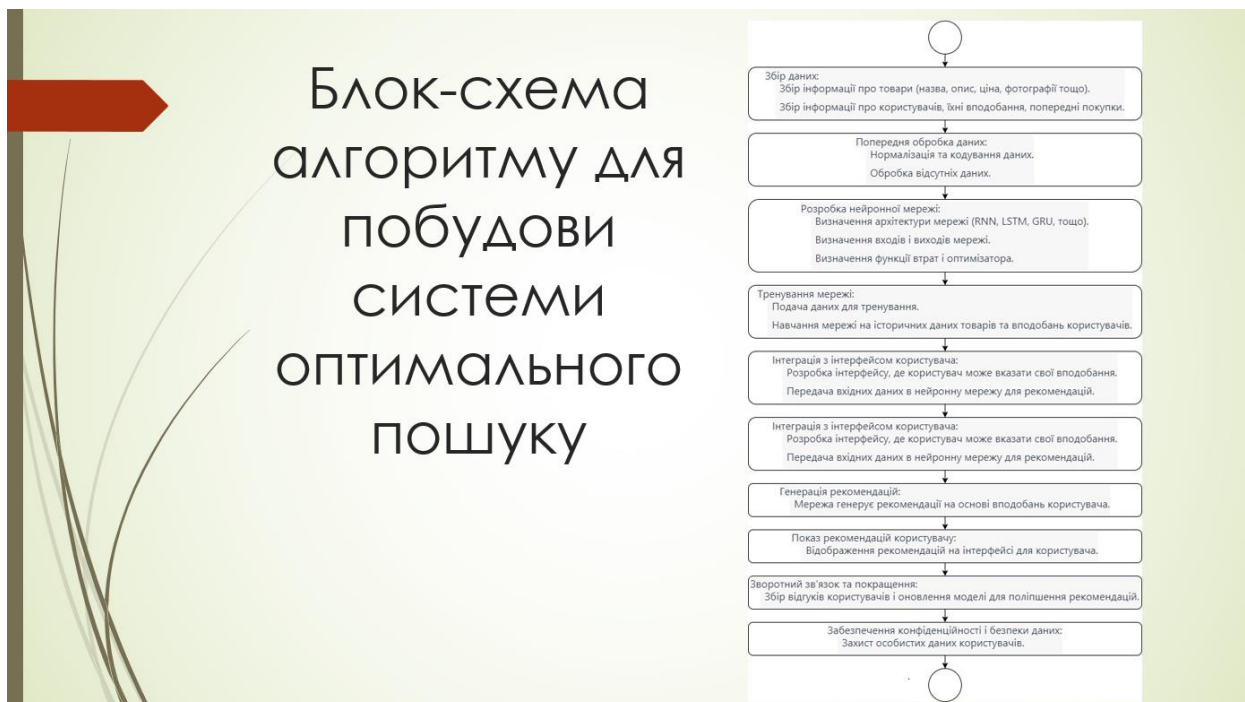 Блок-схема
алгоритму для
побудови
системи
оптимального
пошуку
Збір даних:
Збір інформації про товари (назва, опис, ціна, фотографії тощо).
Збір інформації про користувачів, їхні вподобання, попередні покупки.
Попередня обробка даних:
Нормалізація та кодування даних.
Обробка відсутніх даних.
Розробка нейронної мережі:
Визначення архітектури мережі (RNN, LSTM, GRU, тощо).
Визначення входів і виходів мережі.
Визначення функції втрат і оптимізатора.
Тренування мережі:
Подача даних для тренування.
Навчання мережі на історичних даних товарів та вподобань користувачів.
Інтеграція з інтерфейсом користувача:
Розробка інтерфейсу, де користувач може вказати свої вподобання.
Передача вхідних даних в нейронну мережу для рекомендацій.
Інтеграція з інтерфейсом користувача:
Розробка інтерфейсу, де користувач може вказати свої вподобання.
Передача вхідних даних в нейронну мережу для рекомендацій.
Генерація рекомендацій:
Мережа генерує рекомендації на основі вподобань користувача.
Показ рекомендацій користувачу:
Відображення рекомендацій на інтерфейсі для користувача.
Зворотний зв'язок та покращення:
Збір відгуків користувачів і оновлення моделі для поліпшення рекомендацій.
Забезпечення конфіденційності і безпеки даних:
Захист особистих даних користувачів.